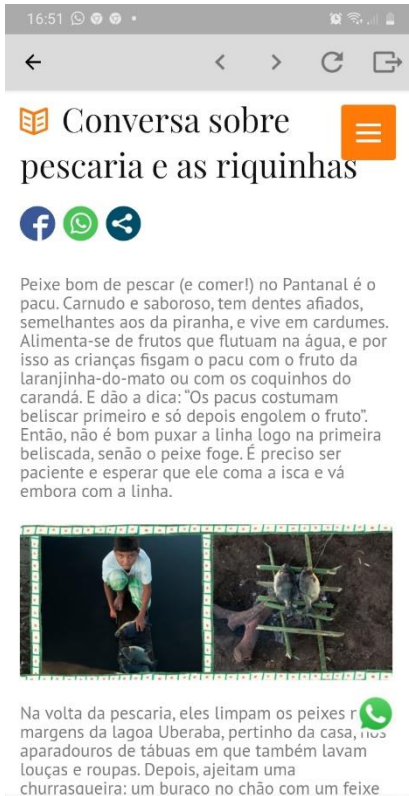 16:51
Conversa sobre
pescaria e as riquinhas
Peixe bom de pescar (e comer!) no Pantanal é o
pacu. Carnudo e saboroso, tem dentes afiados,
semelhantes aos da piranha, e vive em cardumes.
Alimenta-se de frutos que flutuam na água, e por
isso as crianças fisgam o pacu com o fruto da
laranjinha-do-mato ou com os coquinhos do
carandá. E dão a dica: “Os pacus costumam
beliscar primeiro e só depois engolem o fruto”.
Então, não é bom puxar a linha logo na primeira
beliscada, senão o peixe foge. É preciso ser
paciente e esperar que ele coma a isca e vá
embora com a linha.
Na volta da pescaria, eles limpam os peixes
margens da lagoa Uberaba, pertinho da casa, nos
aparadouros de tábuas em que também lavam
louças e roupas. Depois, ajeitam uma
churrasqueira: um buraco no chão com um feixe